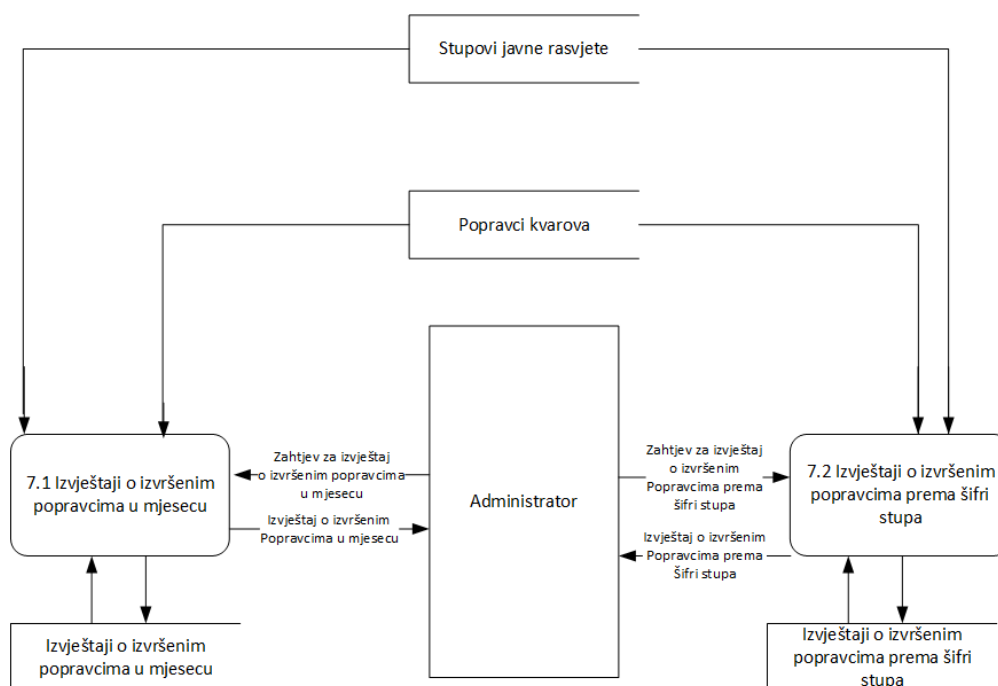 Stupovi javne rasvjete
Popravci kvarova
7.1 Izvještaji o izvršenim
popravcima u mjesecu
Zahtjev za izvještaj
o izvršenim popravcima
u mjesecu
Izvještaj o izvršenim
Popravcima u mjesecu
Administrator
Zahtjev za izvještaj
o izvršenim
Popravcima prema
šifri stupa
Izvještaj o izvršenim
Popravcima prema
Šifri stupa
7.2 Izvještaji o izvršenim
popravcima prema šifri
stupa
Izvještaji o izvršenim
popravcima u mjesecu
Izvještaji o izvršenim
popravcima prema šifri
stupa